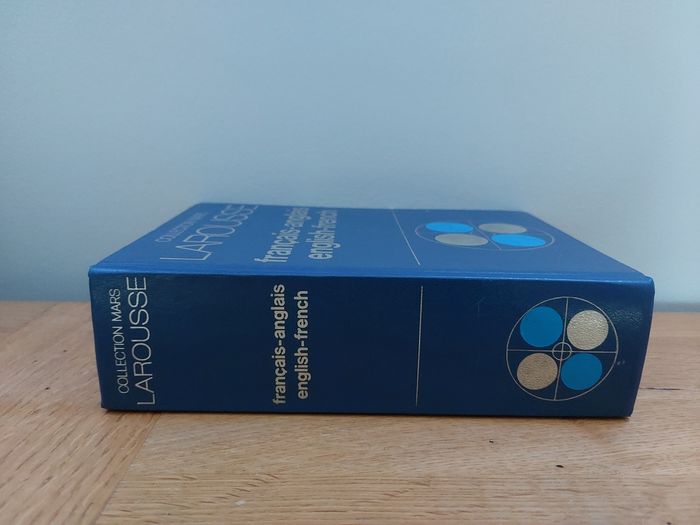 COLLECTION MARS
LAROUSSE
français-anglais
english-french
COLLECTION MARS
LAROUSSE
français-anglais
english-french